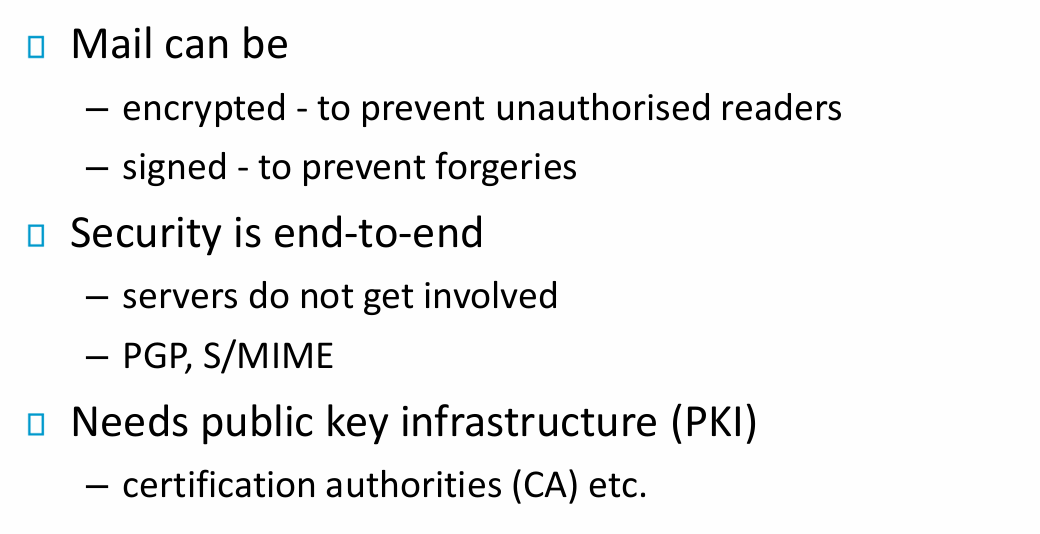 Mail can be
– encrypted - to prevent unauthorised readers
– signed - to prevent forgeries
Security is end-to-end
– servers do not get involved
– PGP, S/MIME
Needs public key infrastructure (PKI)
– certification authorities (CA) etc.